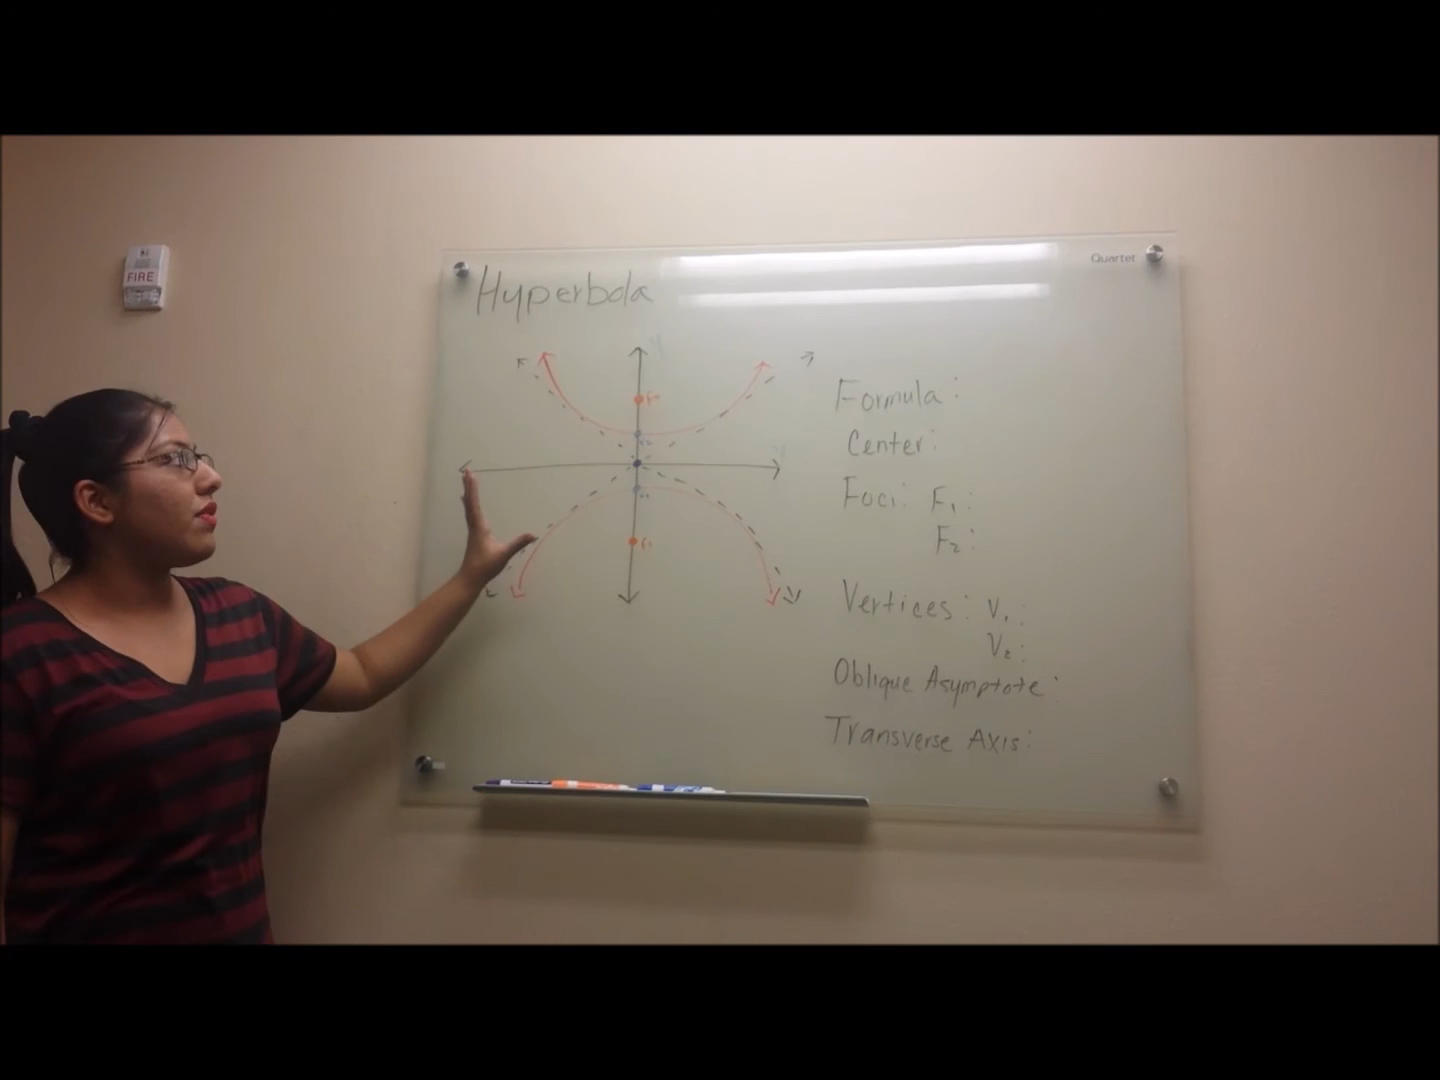 Quartet
FIRE
Hyperbola
Formula:
Center:
Foci: F₁:
F₂:
Vertices: V₁:
V₂:
Oblique Asymptote:
Transverse Axis: